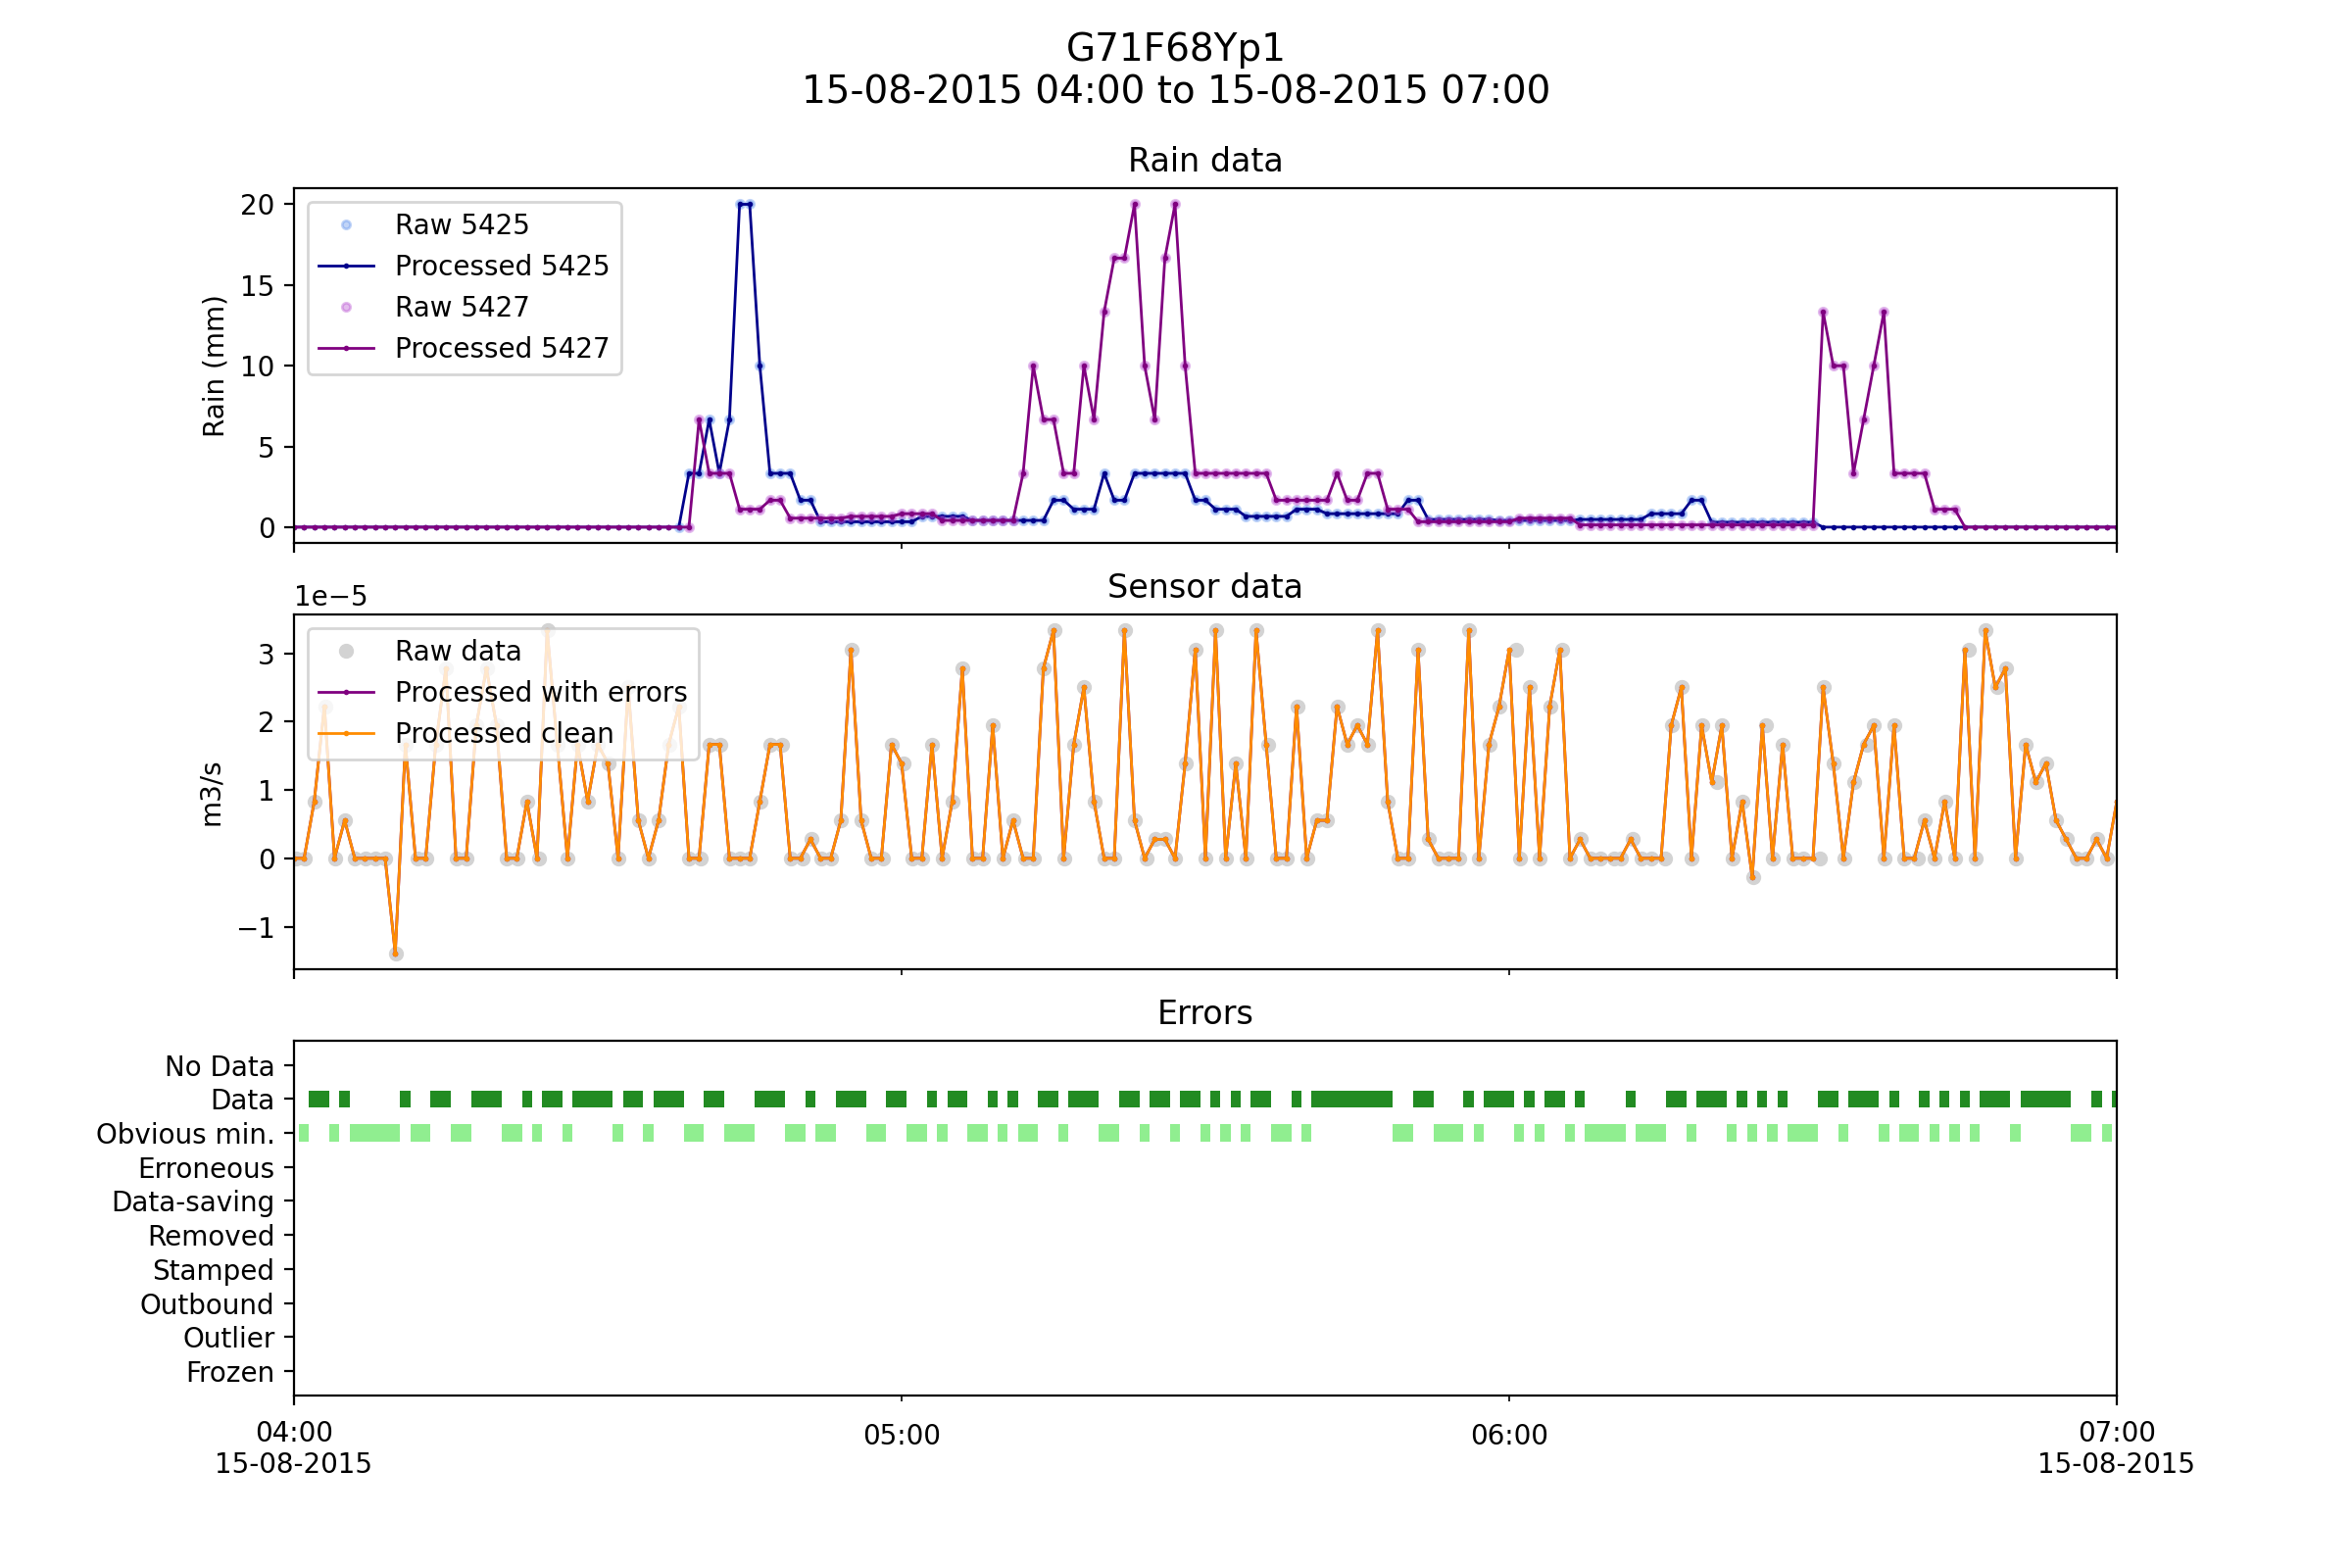 G71F68Yp1
15-08-2015 04:00 to 15-08-2015 07:00
Rain data
Rain (mm)
20
15
10
5
0
Raw 5425
Processed 5425
Raw 5427
Processed 5427
Sensor data
1e−5
m3/s
3
2
1
0
−1
Raw data
Processed with errors
Processed clean
Errors
No Data
Data
Obvious min.
Erroneous
Data-saving
Removed
Stamped
Outbound
Outlier
Frozen
04:00
15-08-2015
05:00
06:00
07:00
15-08-2015